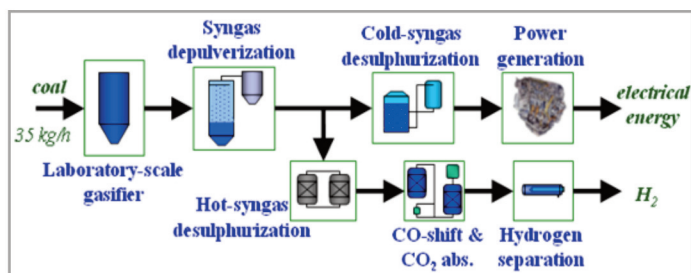 Syngas
depulverization
Cold-syngas
desulphurization
Power
generation
coal
35 kg/h
electrical
energy
Laboratory-scale
gasifier
Hot-syngas
desulphurization
CO-shift &
CO₂ abs.
Hydrogen
separation
H₂